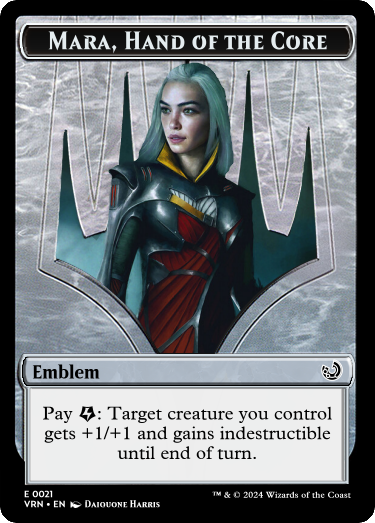 Mara, Hand of the Core
Emblem
Pay : Target creature you control
gets +1/+1 and gains indestructible
until end of turn.
E 0021
VRN • EN Daiouone Harris
™ & © 2024 Wizards of the Coast